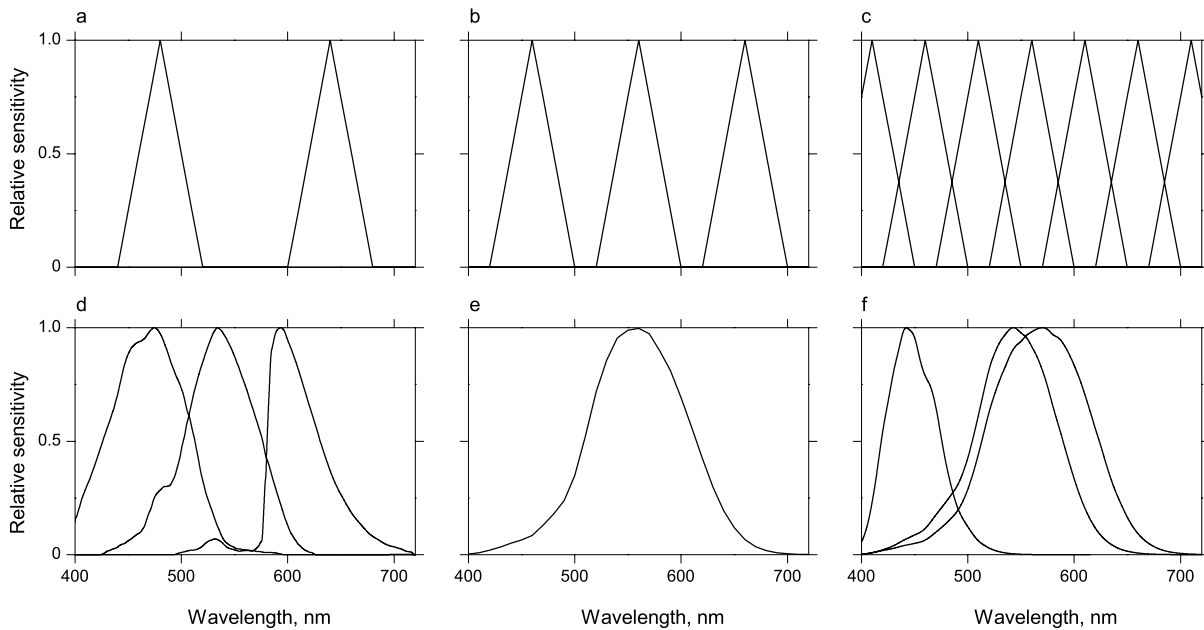 a
b
c
1.0
0.5
0
Relative sensitivity
d
e
f
1.0
0.5
0
Relative sensitivity
400 500 600 700
400 500 600 700
400 500 600 700
Wavelength, nm
Wavelength, nm
Wavelength, nm